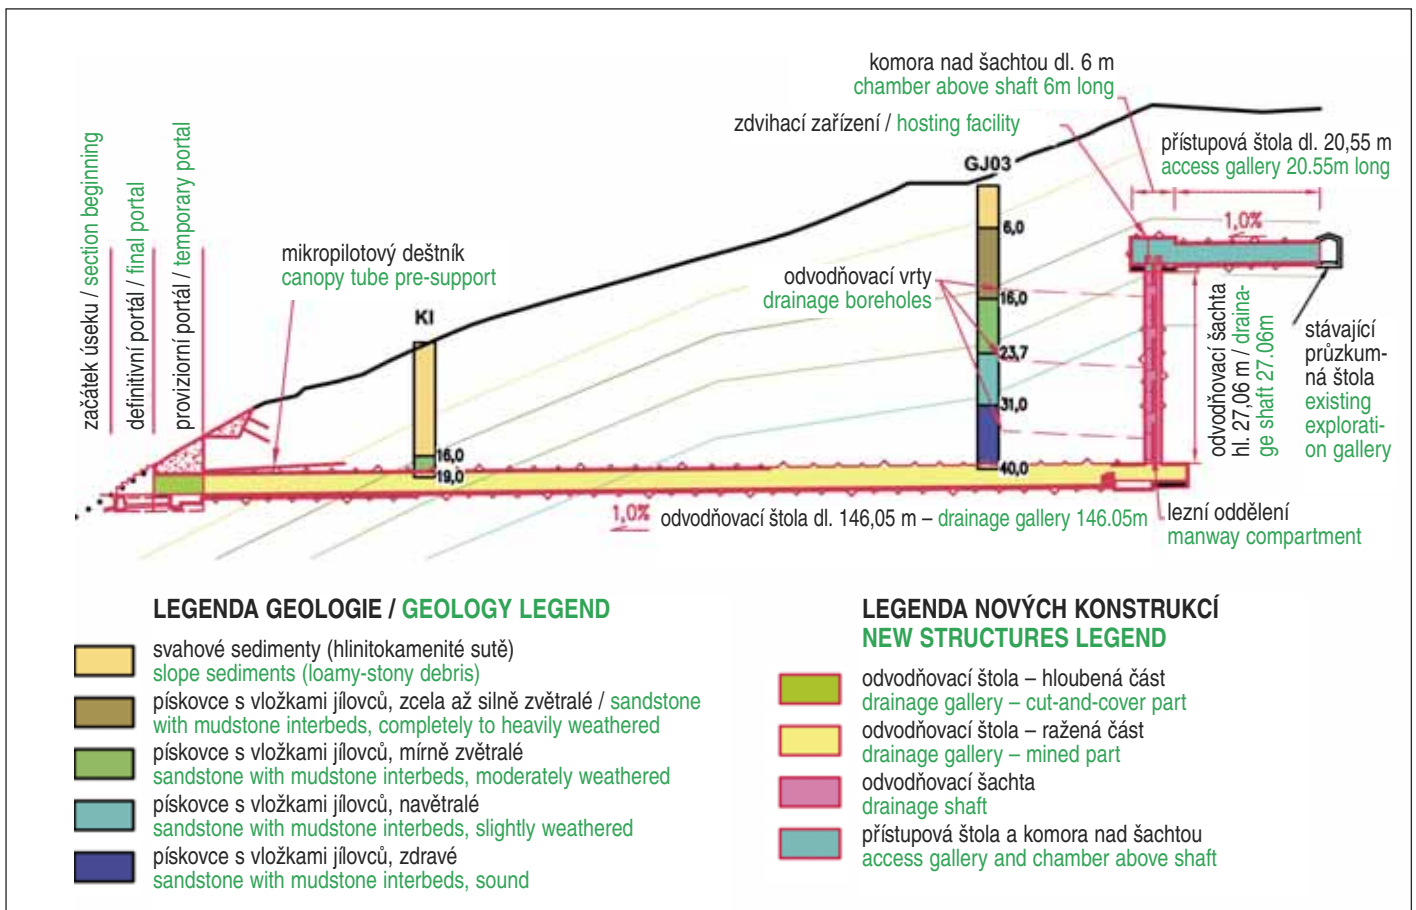 komora nad šachtou dl. 6 m
chamber above shaft 6m long
zdvihací zařízení / hosting facility
přístupová štola dl. 20,55 m
access gallery 20.55m long
začátek úseku / section beginning
definitivní portál / final portal
provizorní portál / temporary portal
mikropilotový deštník
canopy tube pre-support
KI
16,0
19,0
GJ03
6,0
16,0
23,7
31,0
40,0
odvodňovací vrty
drainage boreholes
1,0%
odvodňovací šachta
hl. 27,06 m / draina-
ge shaft 27.06m
stávající
průzkum-
ná štola
existing
explorati-
on gallery
1,0% odvodňovací štola dl. 146,05 m – drainage gallery 146.05m
lezní oddělení
manway compartment
LEGENDA GEOLOGIE / GEOLOGY LEGEND
svahové sedimenty (hlinitokamenité sutě)
slope sediments (loamy-stony debris)
pískovce s vložkami jílovců, zcela až silně zvětralé / sandstone
with mudstone interbeds, completely to heavily weathered
pískovce s vložkami jílovců, mírně zvětralé
sandstone with mudstone interbeds, moderately weathered
pískovce s vložkami jílovců, navětralé
sandstone with mudstone interbeds, slightly weathered
pískovce s vložkami jílovců, zdravé
sandstone with mudstone interbeds, sound
LEGENDA NOVÝCH KONSTRUKCÍ
NEW STRUCTURES LEGEND
odvodňovací štola – hloubená část
drainage gallery – cut-and-cover part
odvodňovací štola – ražená část
drainage gallery – mined part
odvodňovací šachta
drainage shaft
přístupová štola a komora nad šachtou
access gallery and chamber above shaft